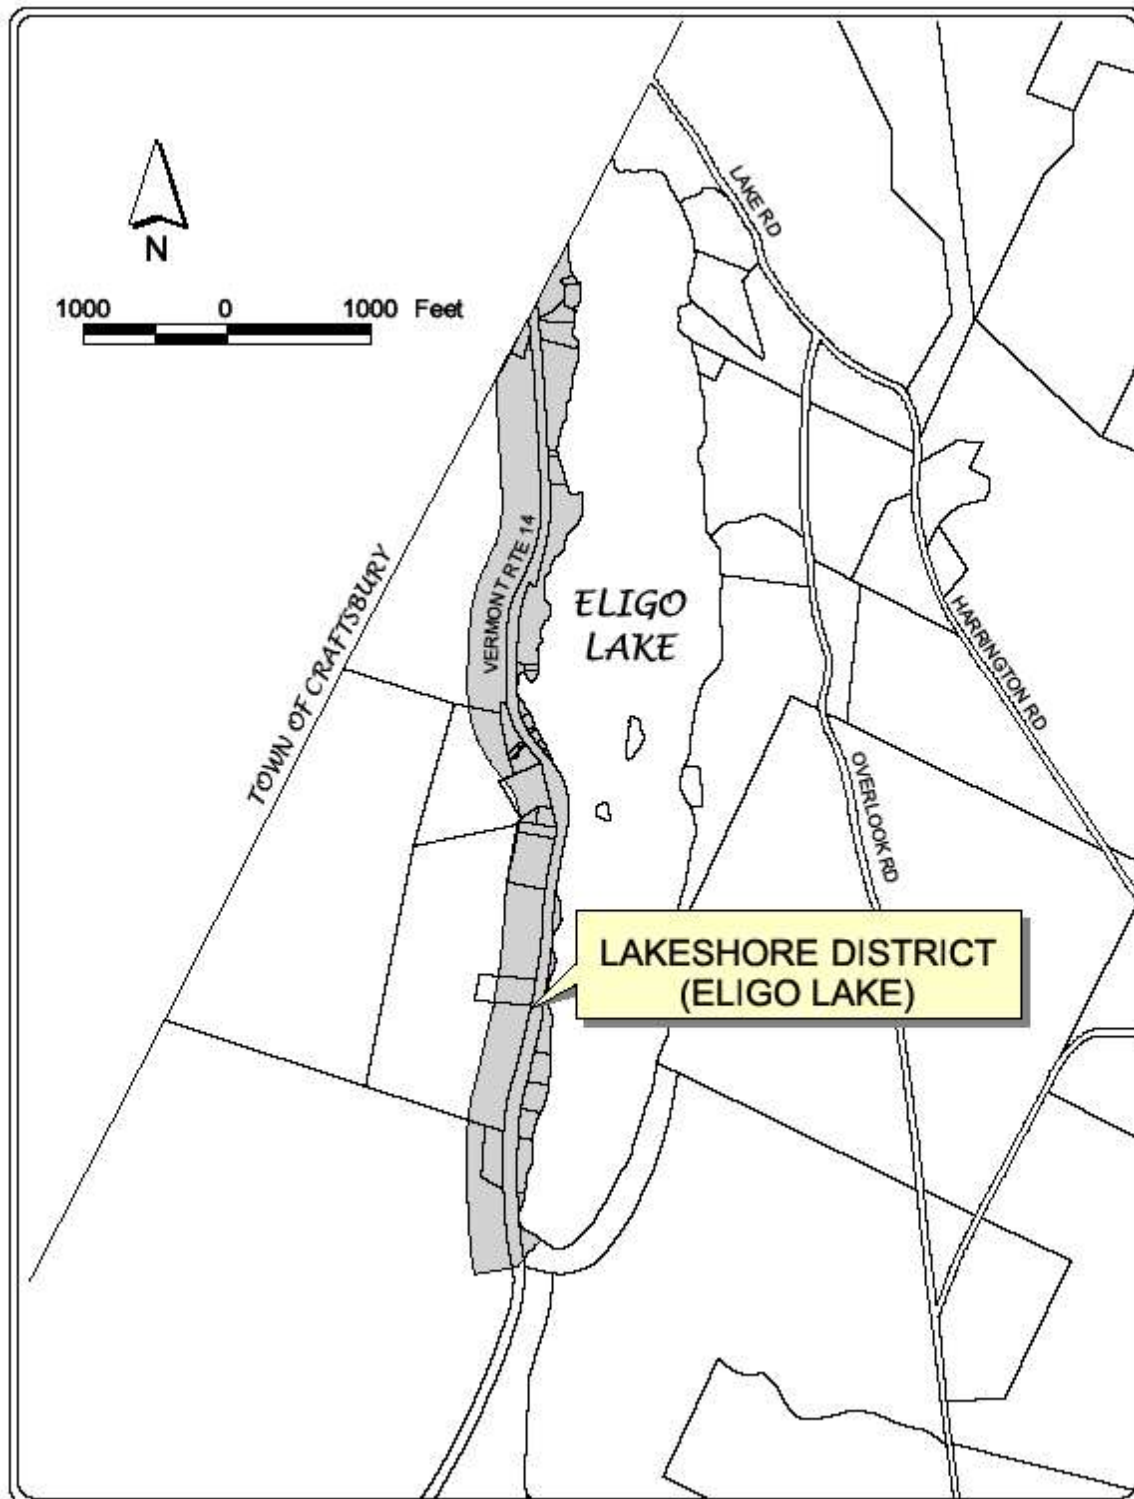 LAKE RD
N
1000 0 1000 Feet
VERMONT RTE 14
TOWN OF CRAFTSBURY
ELIGO
LAKE
HARRINGTON RD
OVERLOOK RD
LAKESHORE DISTRICT
(ELIGO LAKE)